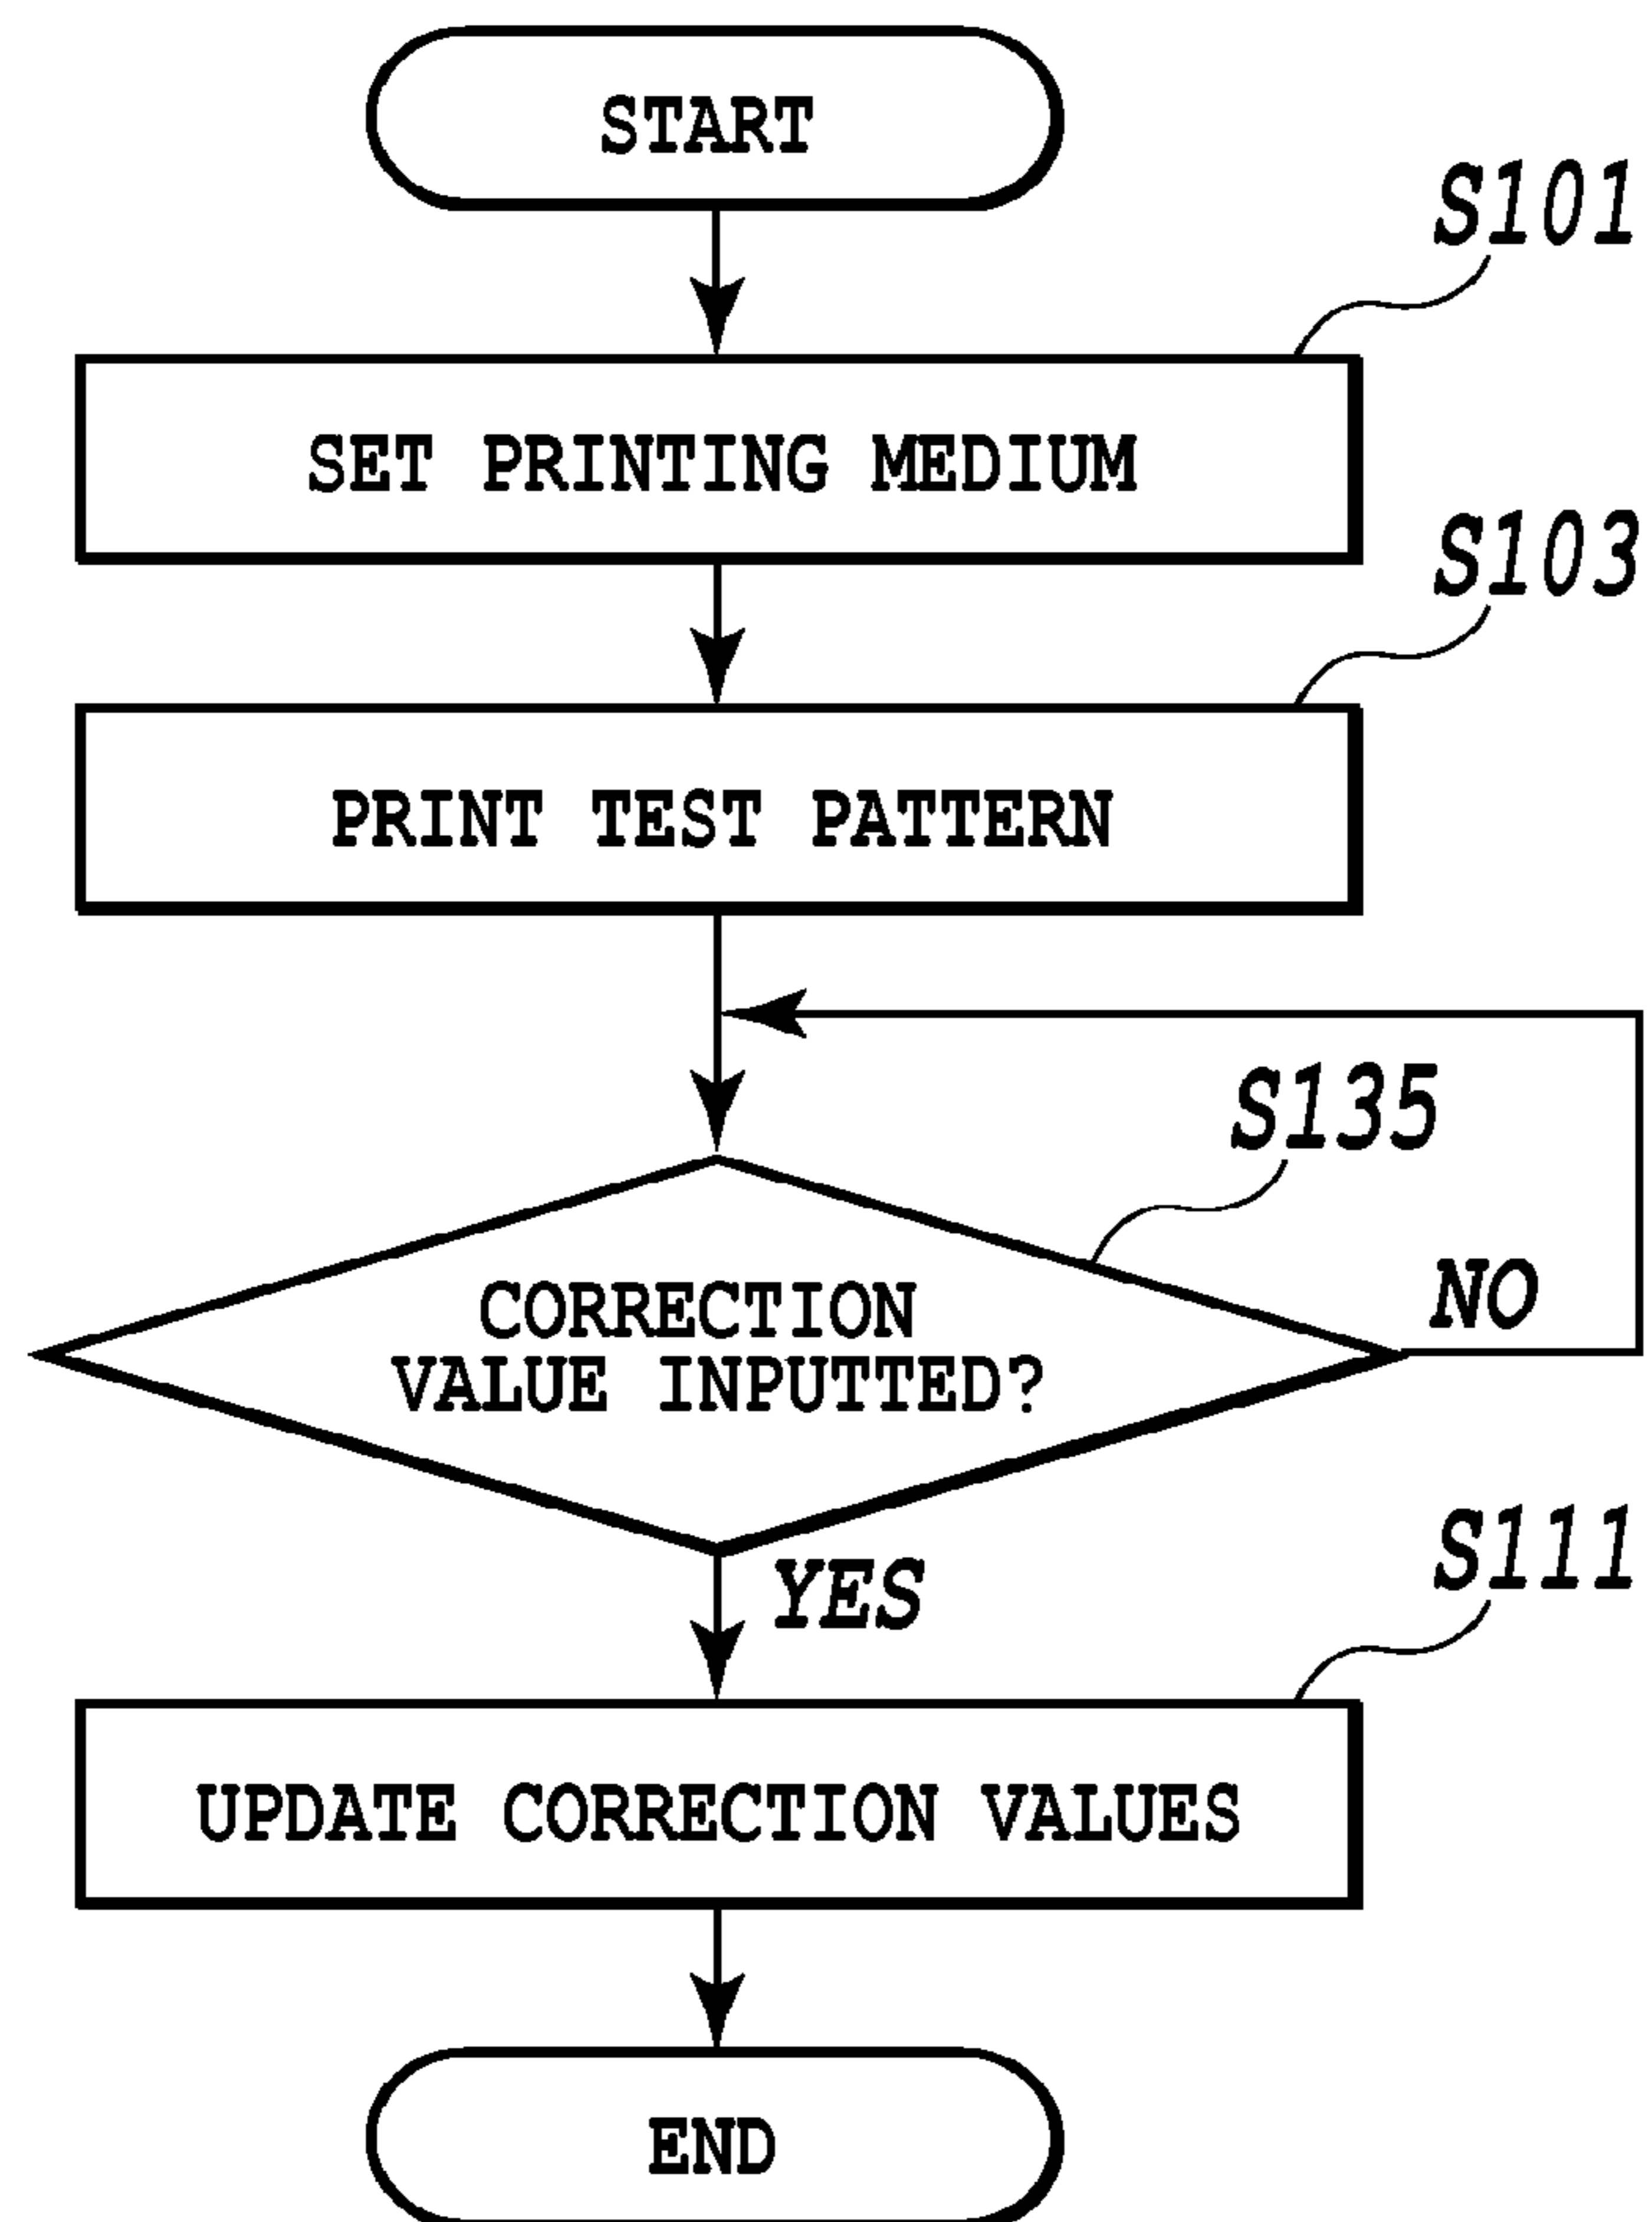 START
S101
SET PRINTING MEDIUM
S103
PRINT TEST PATTERN
S135
CORRECTION
VALUE INPUTTED?
NO
YES
S111
UPDATE CORRECTION VALUES
END